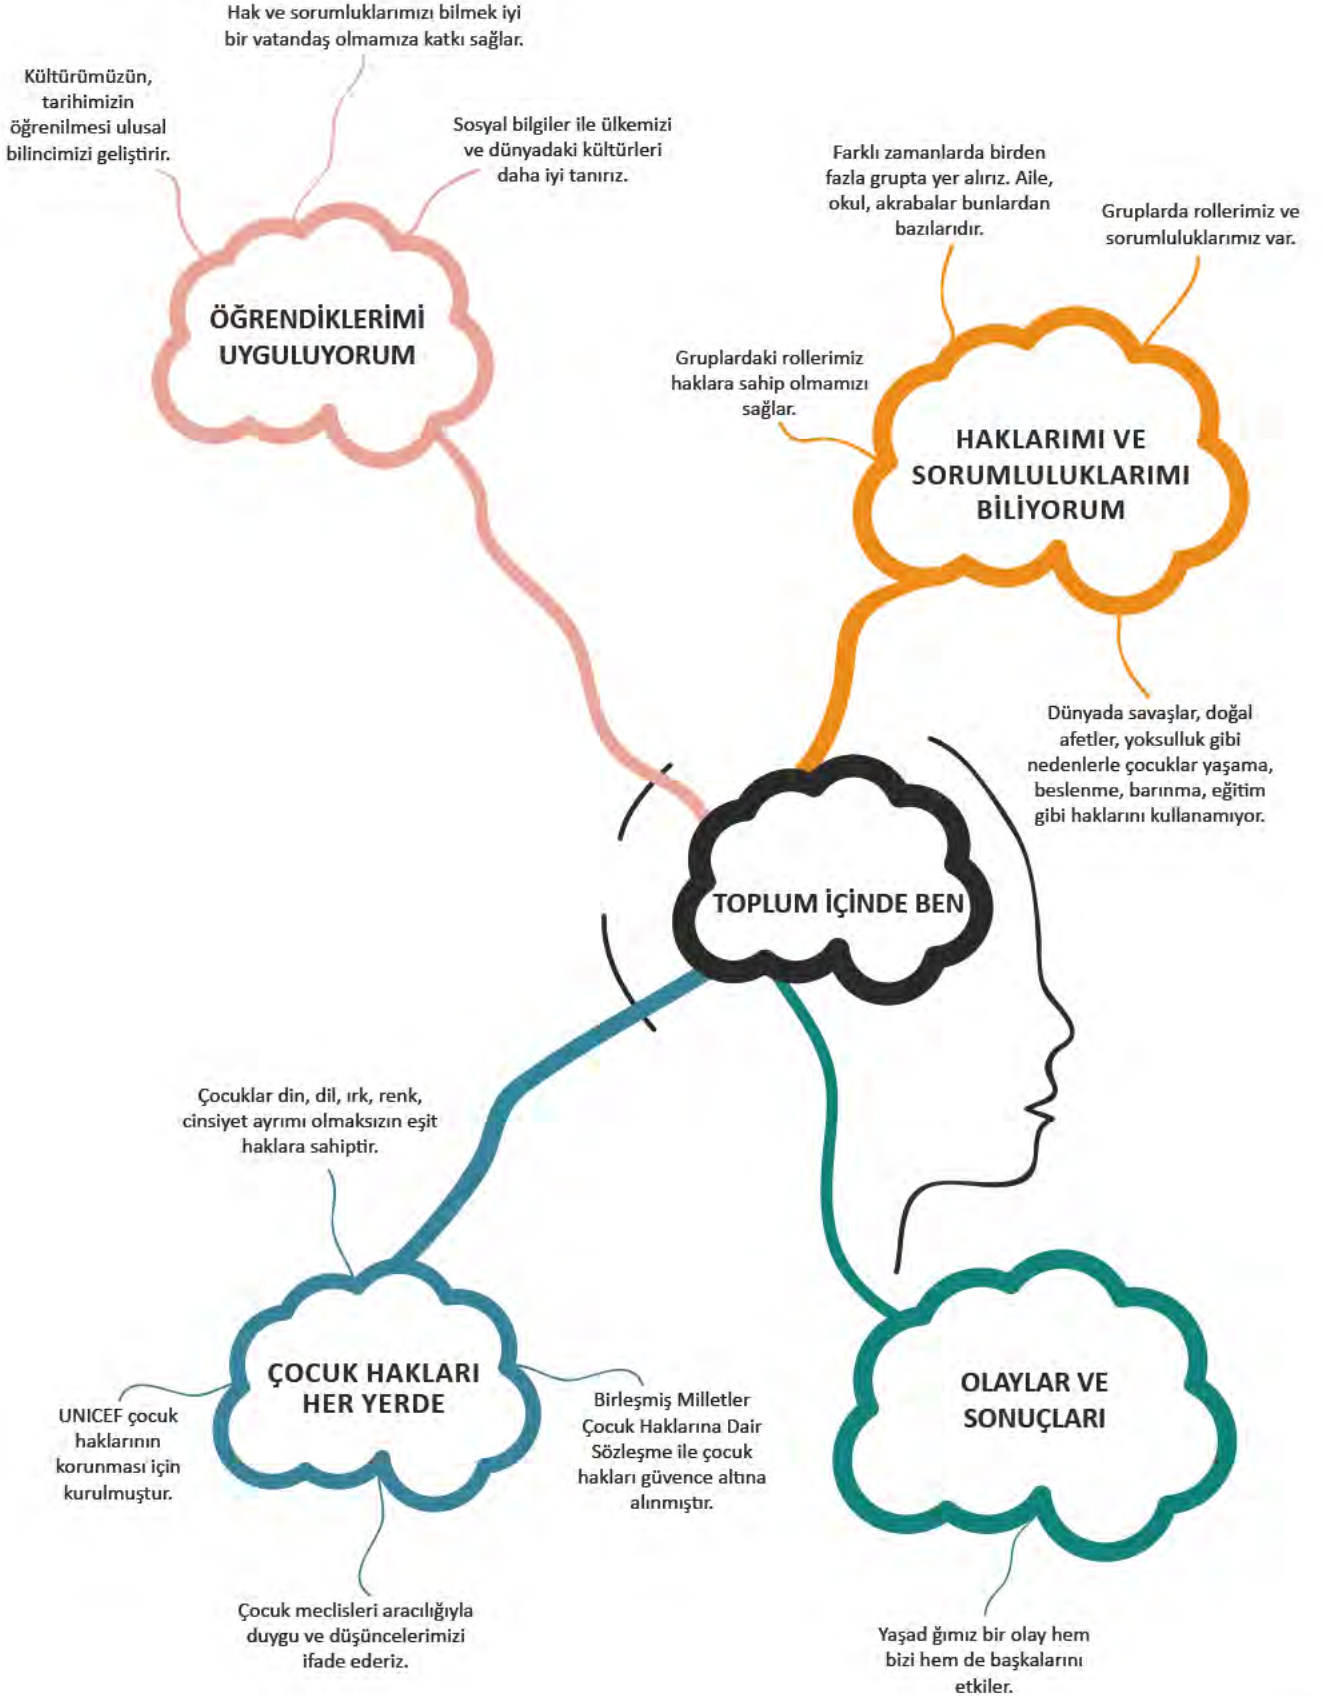 Hak ve sorumluklarımızı bilmek iyi
bir vatandaş olmamıza katkı sağlar.
Kültürümüzün,
tarihimizin
öğrenilmesi ulusal
bilincimizi geliştirir.
Sosyal bilgiler ile ülkemizi
ve dünyadaki kültürleri
daha iyi tanırız.
ÖĞRENDİKLERİMİ
UYGULUYORUM
Farklı zamanlarda birden
fazla grupta yer alırız. Aile,
okul, akrabalar bunlardan
bazılarıdır.
Gruplarda rollerimiz ve
sorumluluklarımız var.
Gruplardaki rollerimiz
haklara sahip olmamızı
sağlar.
HAKLARIMI VE
SORUMLULUKLARIMI
BİLİYORUM
Dünyada savaşlar, doğal
afetler, yoksulluk gibi
nedenlerle çocuklar yaşama,
beslenme, barınma, eğitim
gibi haklarını kullanamıyor.
TOPLUM İÇİNDE BEN
Çocuklar din, dil, ırk, renk,
cinsiyet ayrımı olmaksızın eşit
haklara sahiptir.
ÇOCUK HAKLARI
HER YERDE
UNICEF çocuk
haklarının
korunması için
kurulmuştur.
Birleşmiş Milletler
Çocuk Haklarına Dair
Sözleşme ile çocuk
hakları güvence altına
alınmıştır.
Çocuk meclisleri aracılığıyla
duygu ve düşüncelerimizi
ifade ederiz.
OLAYLAR VE
SONUÇLARI
Yaşad ğımız bir olay hem
bizi hem de başkalarını
etkiler.